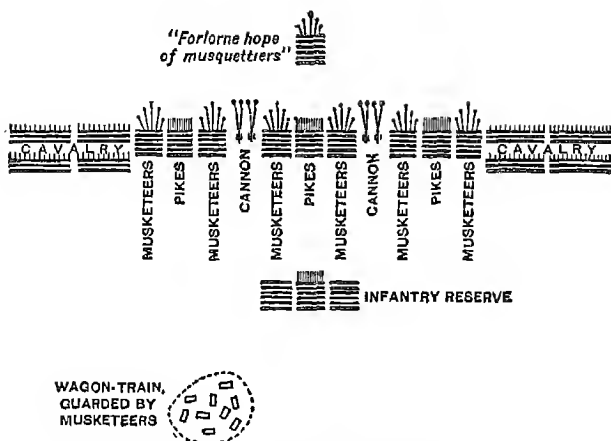 "Forlorne hope
of musquettiers"
CAVALRY
CAVALRY
MUSKETEERS
PIKES
MUSKETEERS
CANNON
MUSKETEERS
PIKES
MUSKETEERS
CANNON
MUSKETEERS
PIKES
MUSKETEERS
INFANTRY RESERVE
WAGON-TRAIN,
GUARDED BY
MUSKETEERS